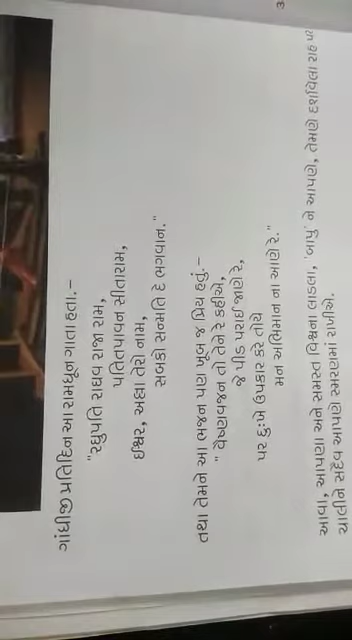 ગાંધીજી પ્રતિદિન આ રામધૂન ગાતા હતા.–
"રઘુપતિ રાઘવ રાજા રામ,
પતિતપાવન સીતારામ,
ઈશ્વર, અલ્લા તેરો નામ,
સબકો સન્મતિ દે ભગવાન."
તથા તેમને આ ભજન પણ ખૂબ જ પ્રિય હતું.–
"વૈષ્ણવજન તો તેને રે કહીએ,
જે પીડ પરાઈ જાણે રે,
પર દુઃખે ઉપકાર કરે તોયે
મન અભિમાન ના આણે રે."
આવાં, આપણા અને સમસ્ત વિશ્વના લાડલા, 'બાપુ' ને આપણે, તેમણે દર્શાવેલા રાહ પર
ચાલીને સદૈવ આપણે સ્મરણમાં રાખીએ.
3